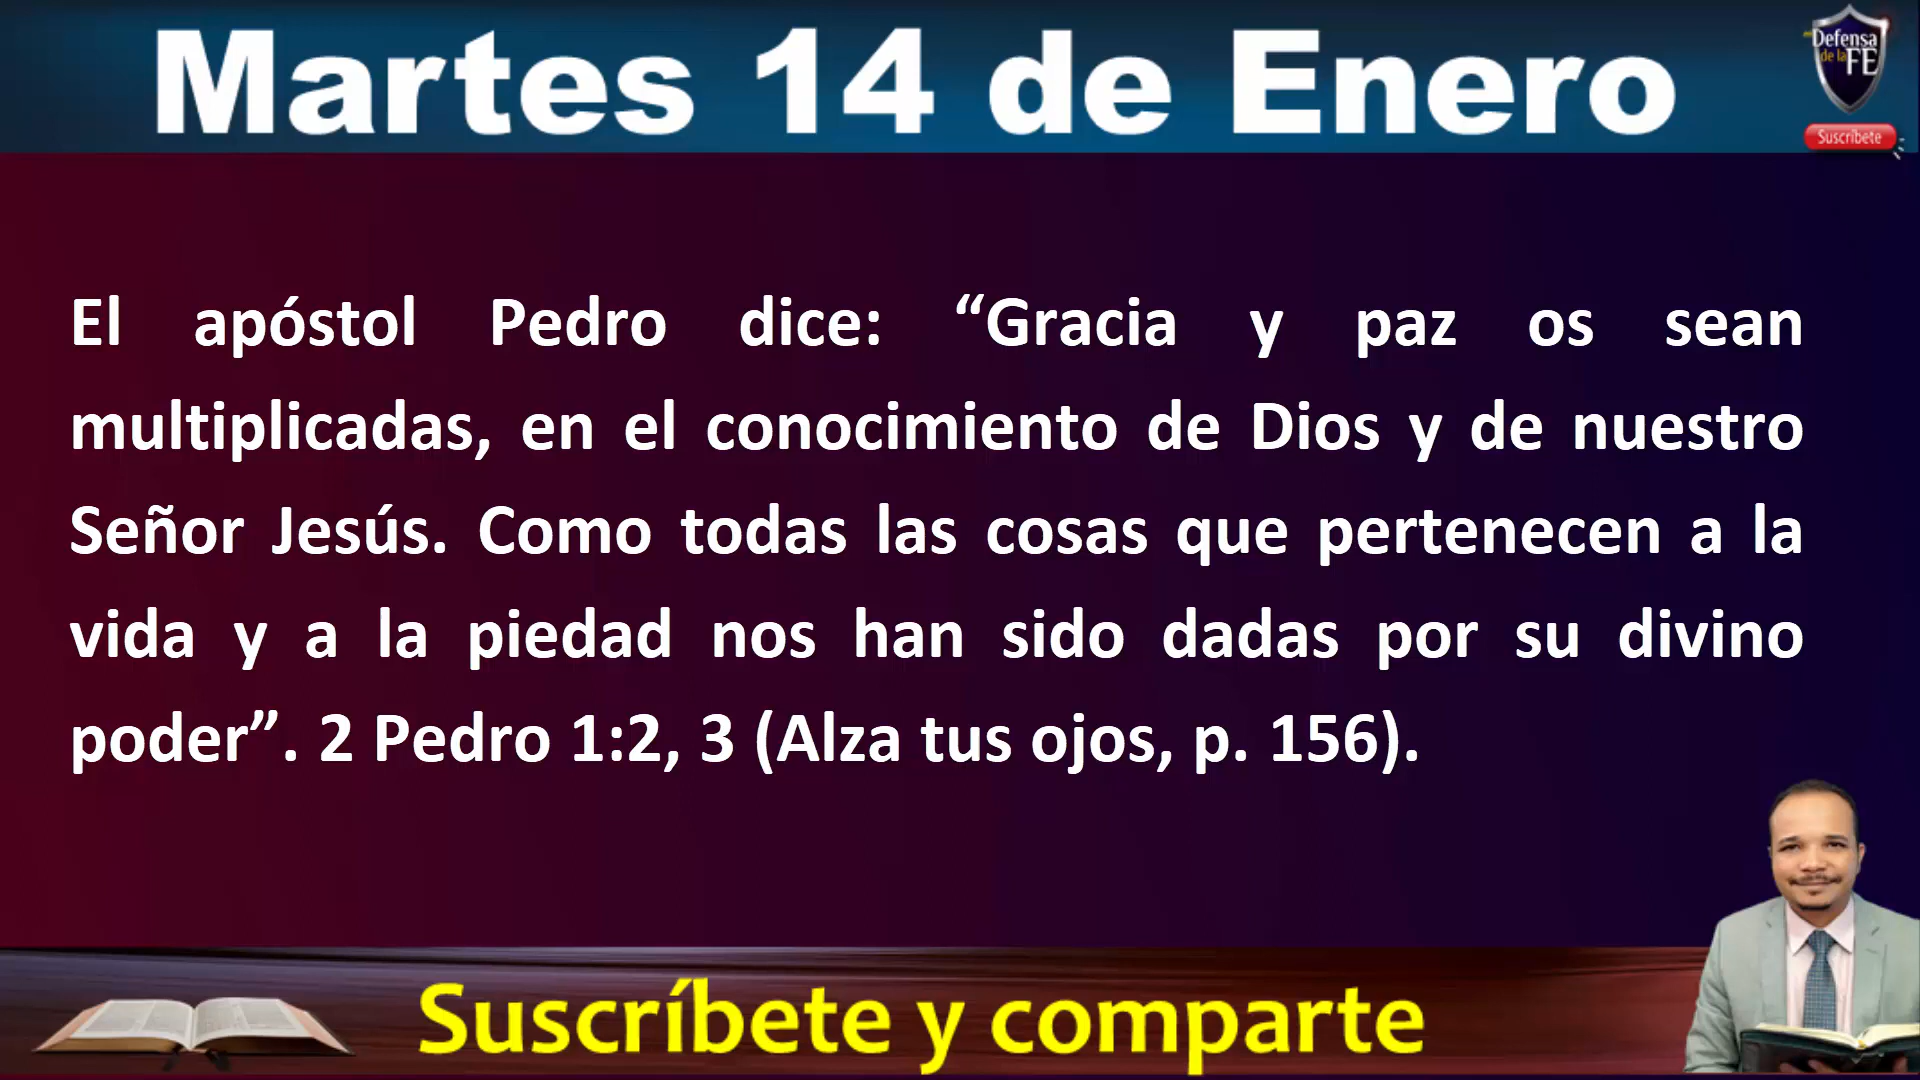 Martes 14 de Enero
Defensa
de la FE
Suscríbete
El apóstol Pedro dice: “Gracia y paz os sean
multiplicadas, en el conocimiento de Dios y de nuestro
Señor Jesús. Como todas las cosas que pertenecen a la
vida y a la piedad nos han sido dadas por su divino
poder”. 2 Pedro 1:2, 3 (Alza tus ojos, p. 156).
Suscríbete y comparte